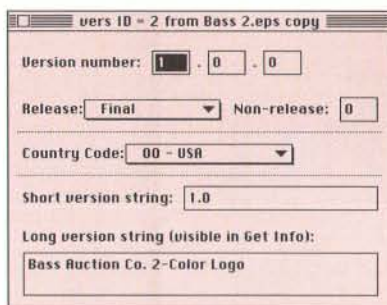 vers ID = 2 from Bass 2.eps copy
Version number: 1 . 0 . 0
Release: Final Non-release: 0
Country Code: 00 - USA
Short version string: 1.0
Long version string (visible in Get Info):
Bass Auction Co. 2-Color Logo